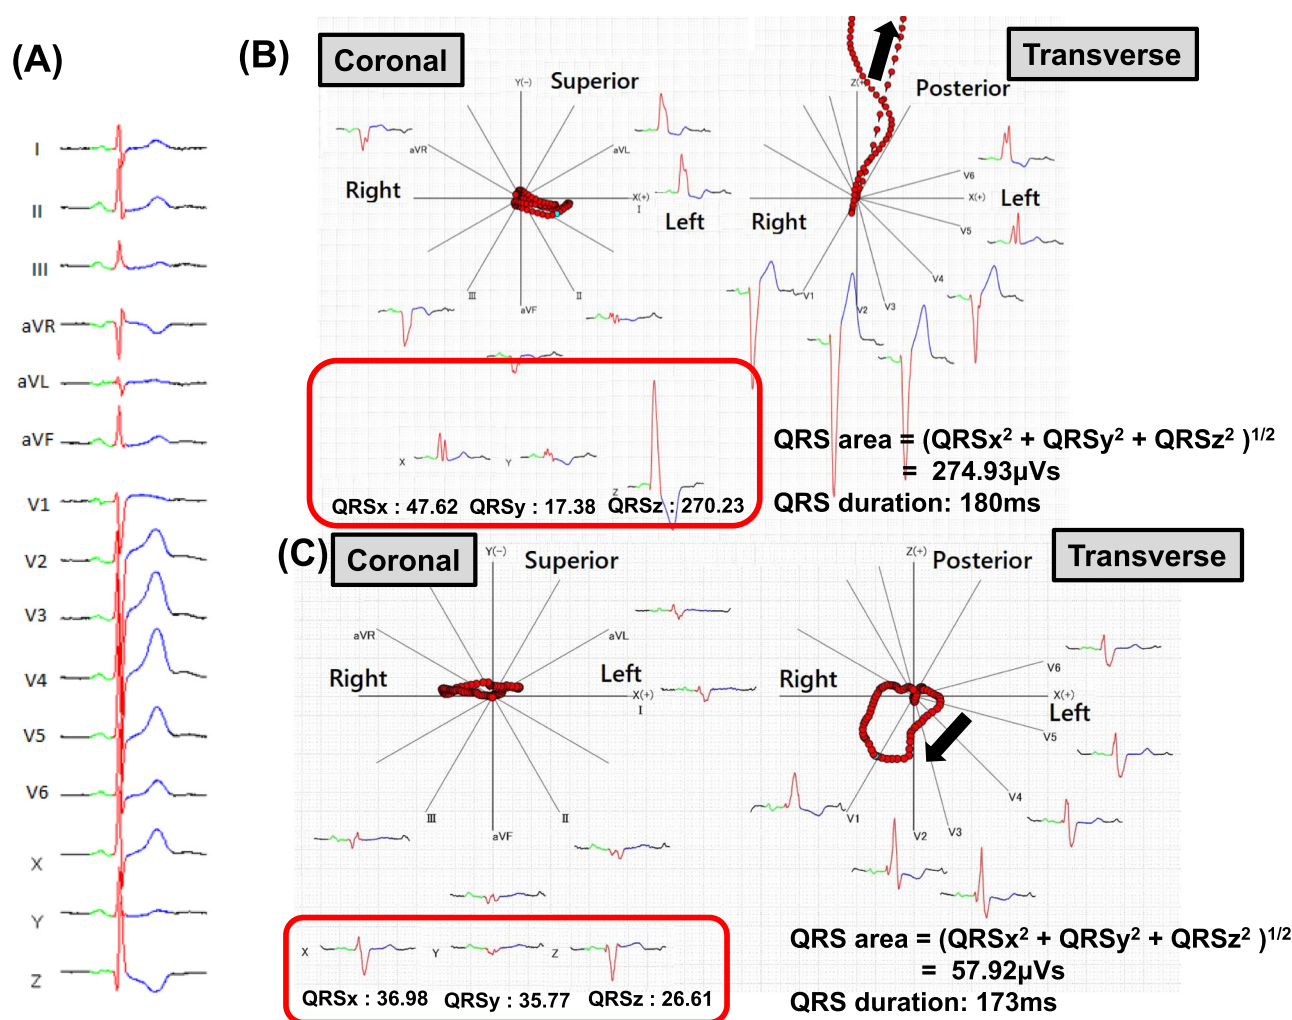 (A)
I
II
III
aVR
aVL
aVF
V1
V2
V3
V4
V5
V6
X
Y
Z
(B)
Coronal
Transverse
Y(-)
Superior
aVR
aVL
Right
X(+)
I
Left
III
II
aVF
Z(+)
Posterior
V6
X(+)
Left
Right
V5
V4
V3
V2
V1
X
Y
Z
QRSx : 47.62 QRSy : 17.38 QRSz : 270.23
QRS area = (QRSx² + QRSy² + QRSz² )¹/²
= 274.93μVs
QRS duration: 180ms
(C)
Coronal
Transverse
Y(-)
Superior
aVR
aVL
Right
Left
X(+)
I
III
II
aVF
Z(+)
Posterior
V6
Right
X(+)
Left
V5
V4
V3
V2
V1
X
Y
Z
QRSx : 36.98 QRSy : 35.77 QRSz : 26.61
QRS area = (QRSx² + QRSy² + QRSz² )¹/²
= 57.92μVs
QRS duration: 173ms